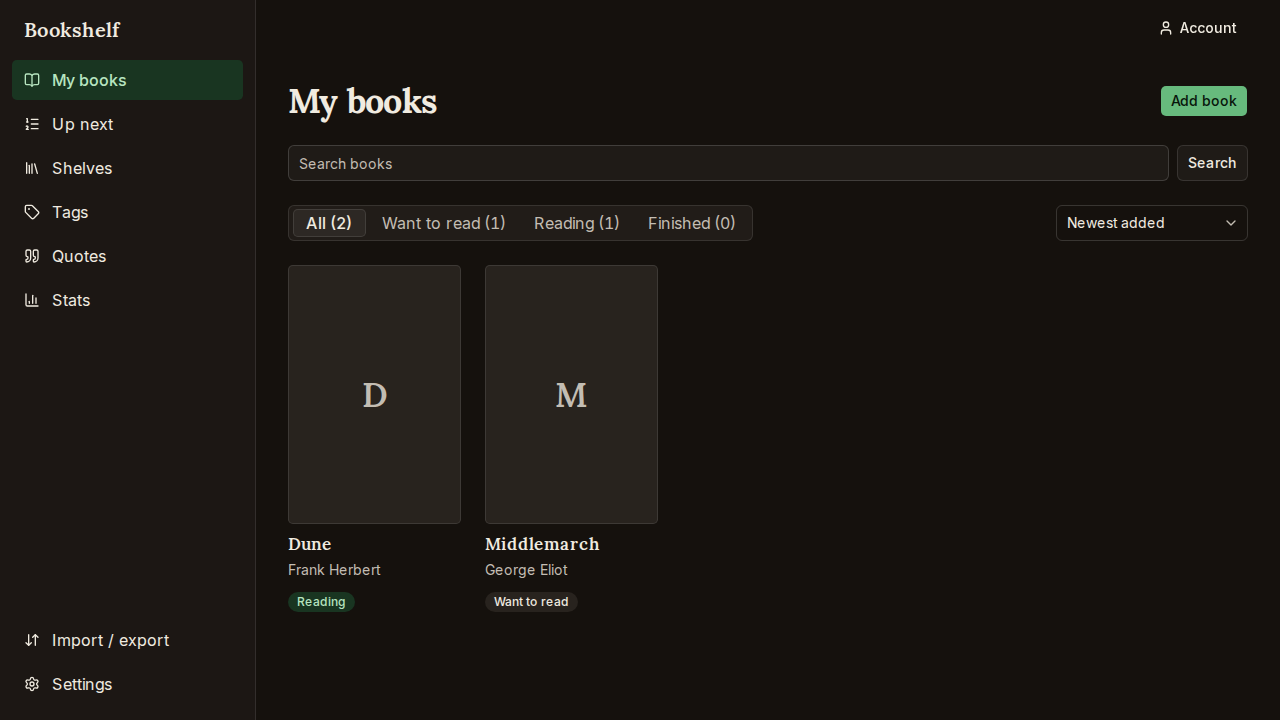 Bookshelf
Account
My books
Up next
Shelves
Tags
Quotes
Stats
Import / export
Settings
My books
Add book
Search books
Search
All (2)
Want to read (1)
Reading (1)
Finished (0)
Newest added
D
M
Dune
Middlemarch
Frank Herbert
George Eliot
Reading
Want to read